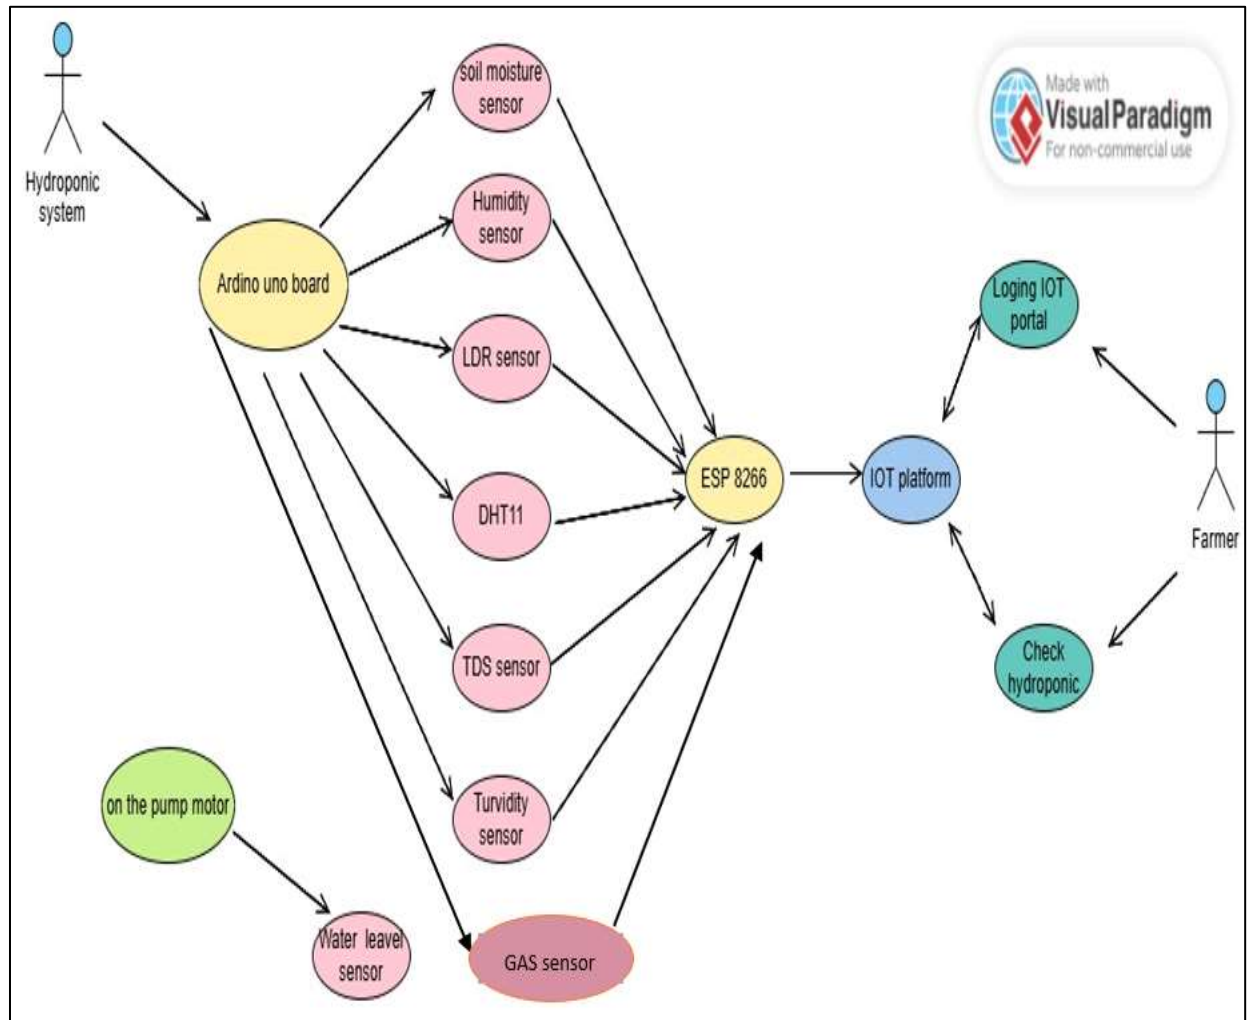 Hydroponic
system
Ardino uno board
soil moisture
sensor
Humidity
sensor
LDR sensor
DHT11
TDS sensor
Turvidity
sensor
GAS sensor
on the pump motor
Water leavel
sensor
ESP 8266
IOT platform
Loging IOT
portal
Check
hydroponic
Farmer
Made with
Visual Paradigm
For non-commercial use